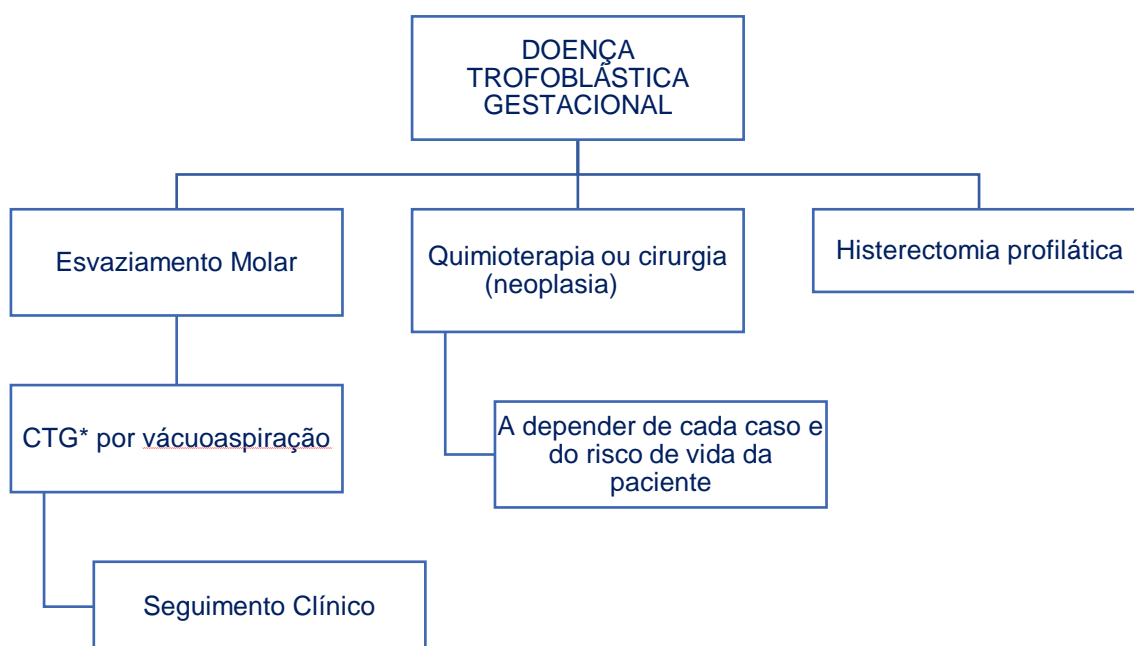 DOENÇA
TROFOBLÁSTICA
GESTACIONAL
Esvaziamento Molar
Quimioterapia ou cirurgia
(neoplasia)
Histerectomia profilática
CTG* por vácuoaspiração
A depender de cada caso e
do risco de vida da
paciente
Seguimento Clínico